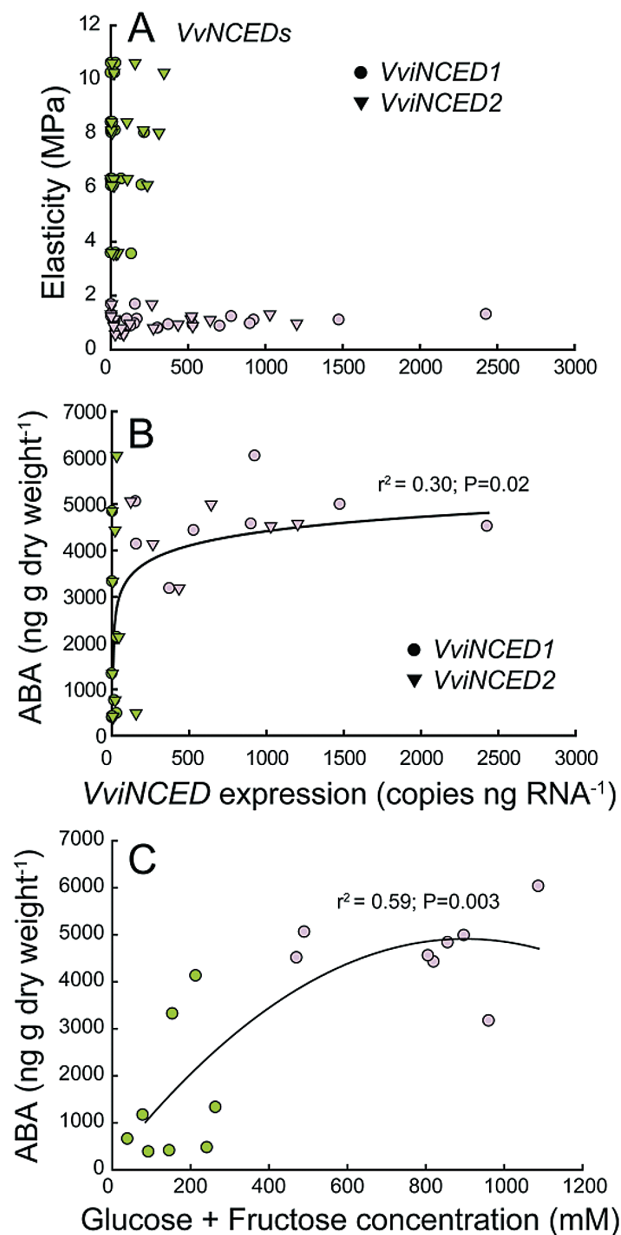 A VvNCEDs
VviNCED1
VviNCED2
Elasticity (MPa)
12
10
8
6
4
2
0
0 500 1000 1500 2000 2500 3000
B
r² = 0.30; P=0.02
VviNCED1
VviNCED2
ABA (ng g dry weight⁻¹)
7000
6000
5000
4000
3000
2000
1000
0
0 500 1000 1500 2000 2500 3000
VviNCED expression (copies ng RNA⁻¹)
C
r² = 0.59; P=0.003
ABA (ng g dry weight⁻¹)
7000
6000
5000
4000
3000
2000
1000
0
0 200 400 600 800 1000 1200
Glucose + Fructose concentration (mM)